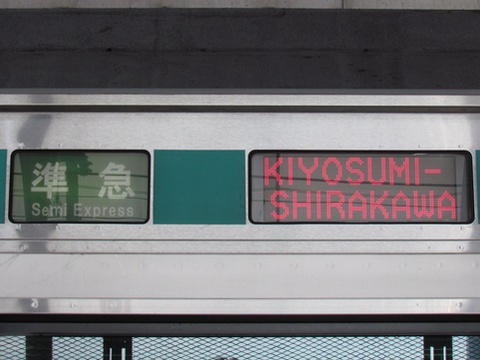 準急
Semi Express
KIYOSUMI-
SHIRAKAWA